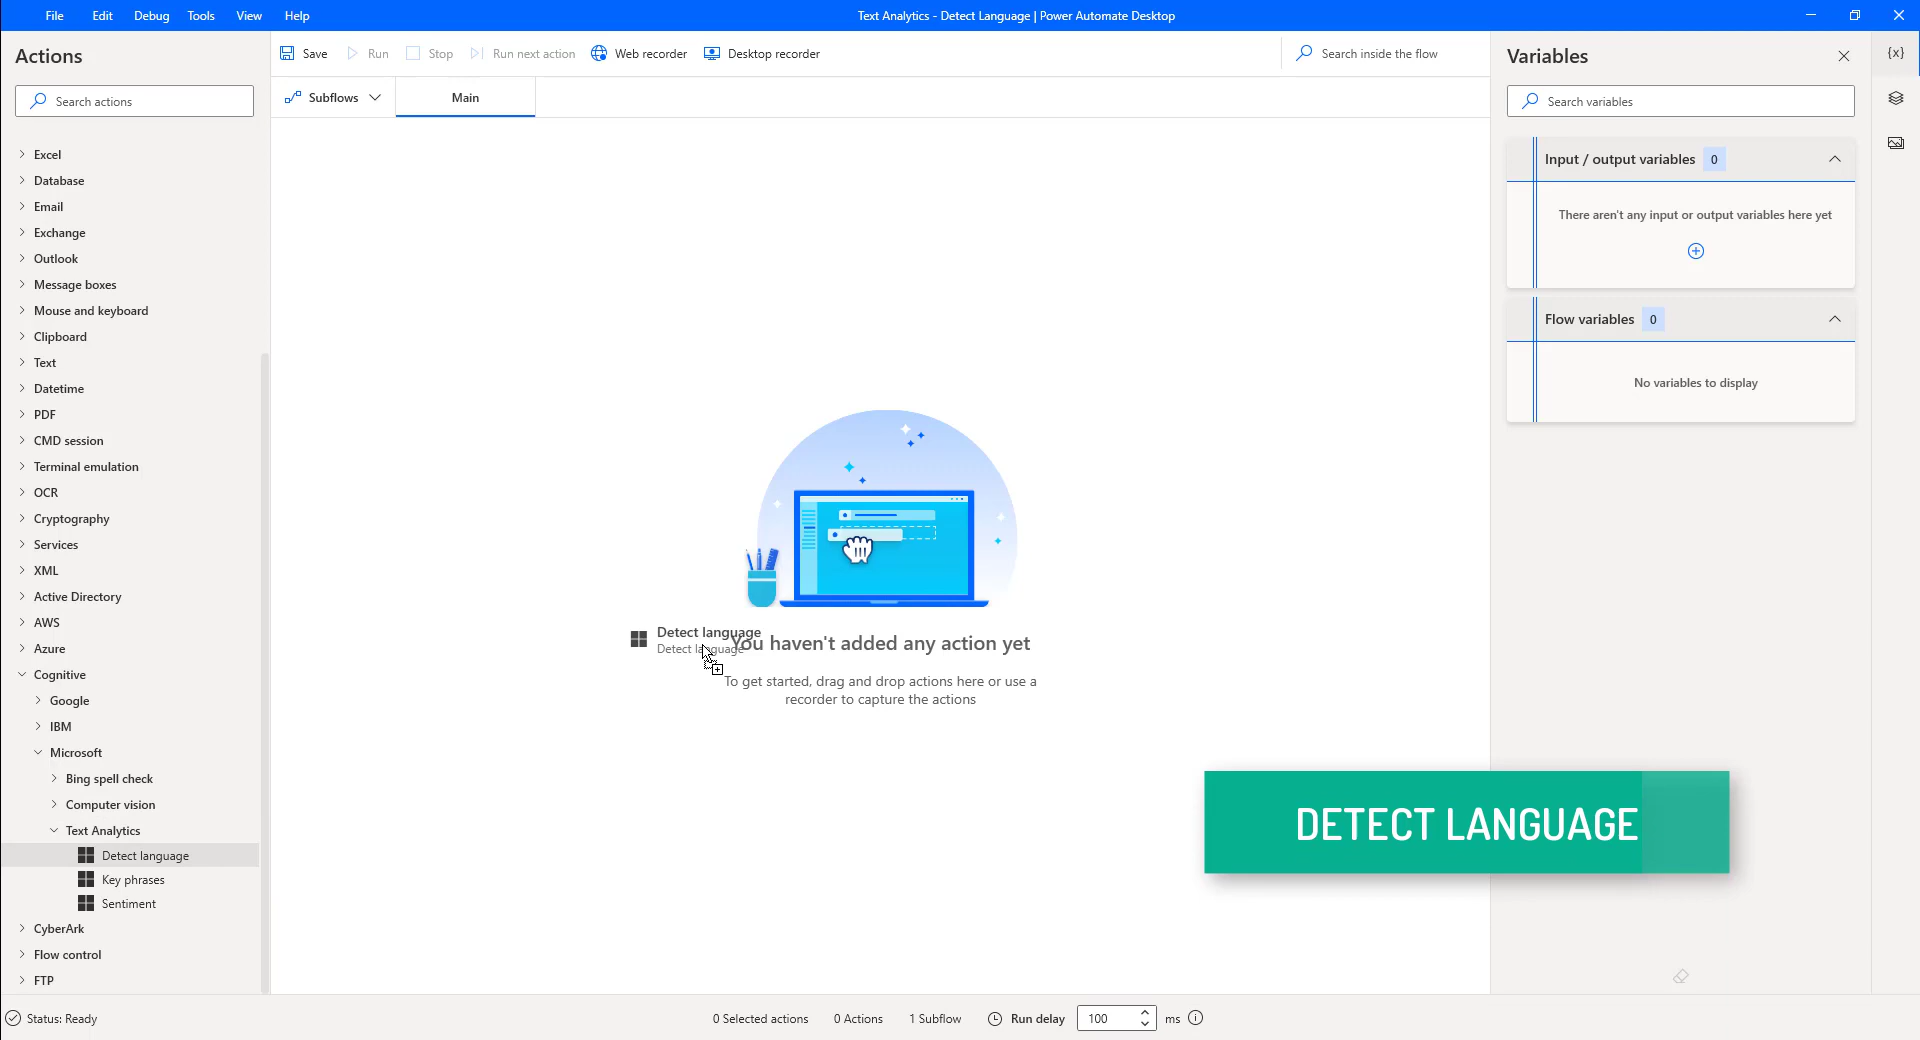 File Edit Debug Tools View Help
Text Analytics - Detect Language | Power Automate Desktop
Actions
Search actions
Excel
Database
Email
Exchange
Outlook
Message boxes
Mouse and keyboard
Clipboard
Text
Datetime
PDF
CMD session
Terminal emulation
OCR
Cryptography
Services
XML
Active Directory
AWS
Azure
Cognitive
Google
IBM
Microsoft
Bing spell check
Computer vision
Text Analytics
Detect language
Key phrases
Sentiment
CyberArk
Flow control
FTP
Save Run Stop Run next action Web recorder Desktop recorder
Search inside the flow
Subflows Main
Detect language
Detect language
You haven't added any action yet
To get started, drag and drop actions here or use a
recorder to capture the actions
Variables
{x}
Search variables
Input / output variables 0
There aren't any input or output variables here yet
Flow variables 0
No variables to display
DETECT LANGUAGE
Status: Ready
0 Selected actions 0 Actions 1 Subflow Run delay 100 ms